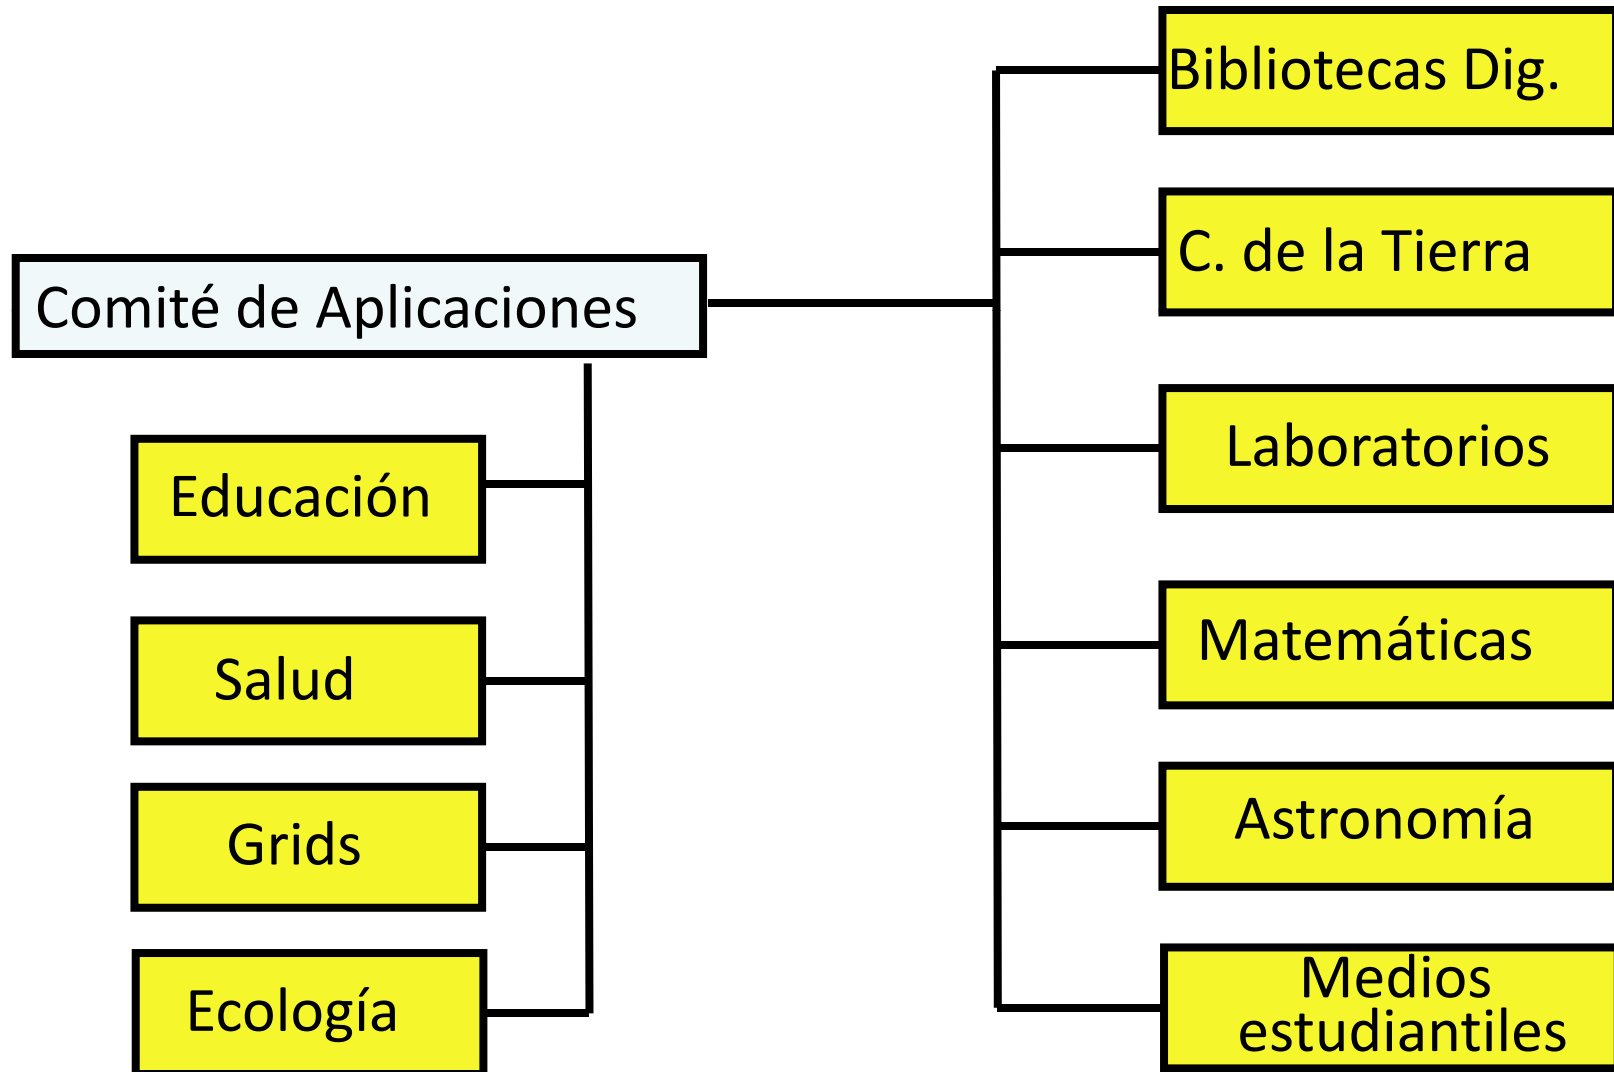 Comité de Aplicaciones
Educación
Salud
Grids
Ecología
Bibliotecas Dig.
C. de la Tierra
Laboratorios
Matemáticas
Astronomía
Medios
estudiantiles